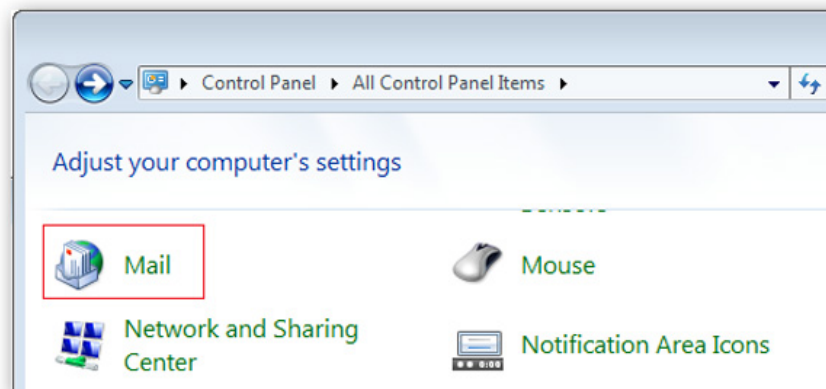 Control Panel All Control Panel Items
Adjust your computer's settings
Mail
Mouse
Network and Sharing
Center
Notification Area Icons